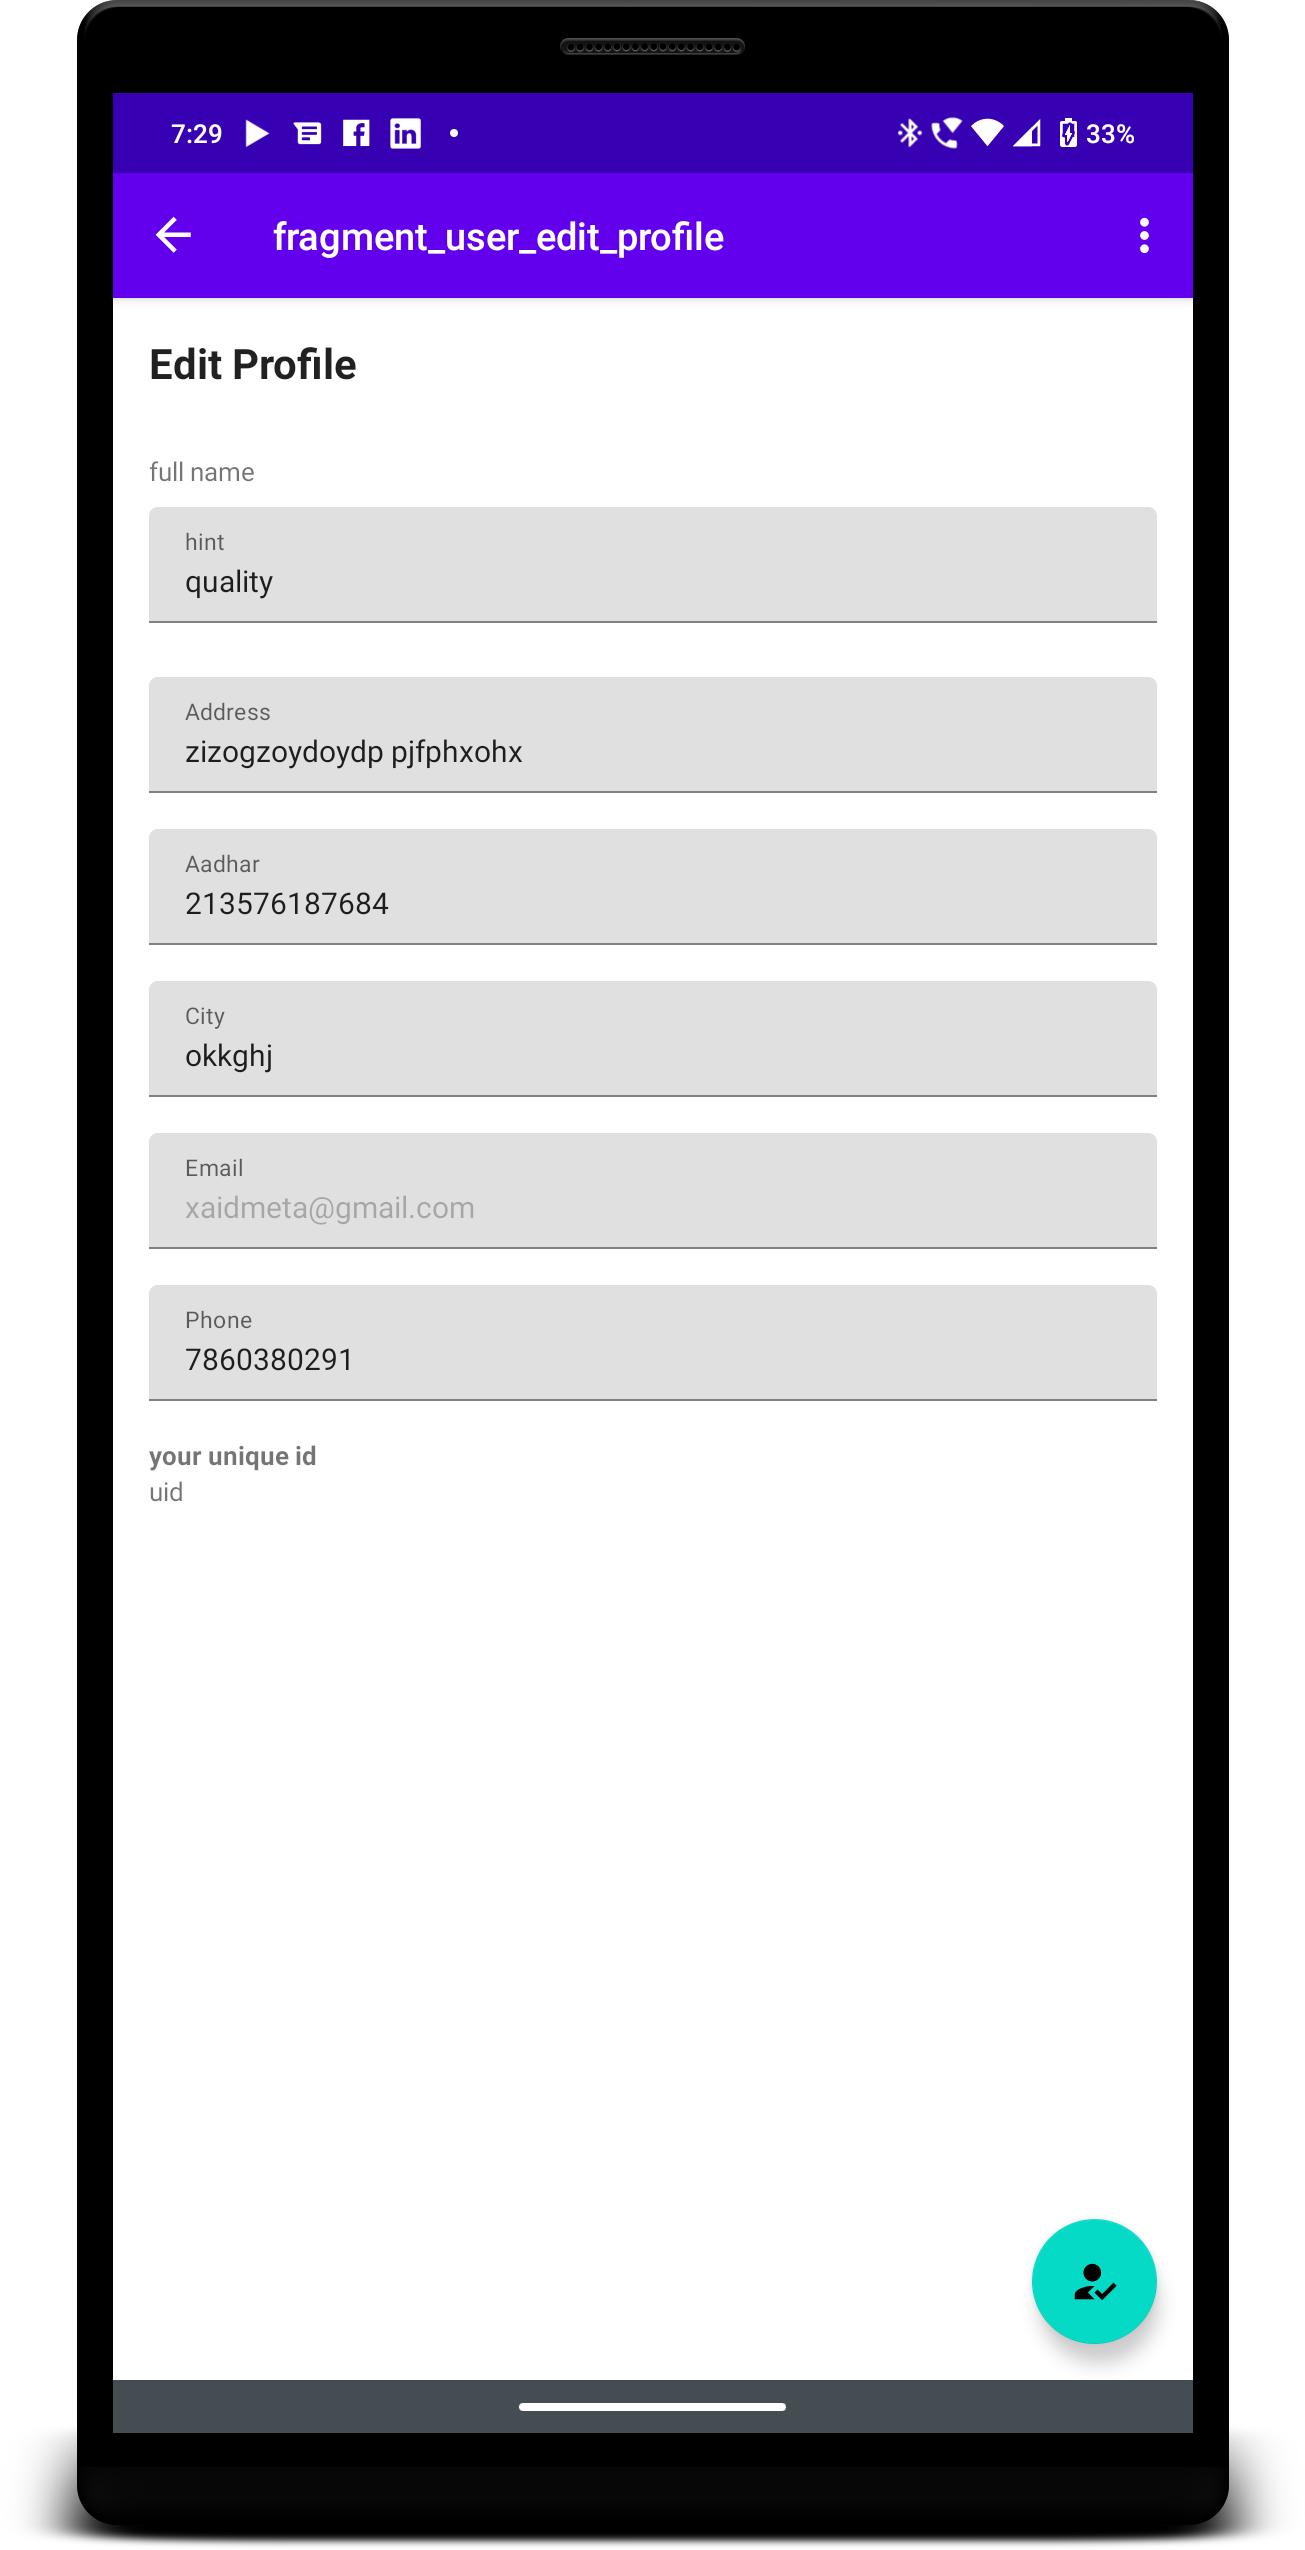 7:29 33%
fragment_user_edit_profile
Edit Profile
full name
hint
quality
Address
zizogzoydoydp pjfphxohx
Aadhar
213576187684
City
okkghj
Email
xaidmeta@gmail.com
Phone
7860380291
your unique id
uid